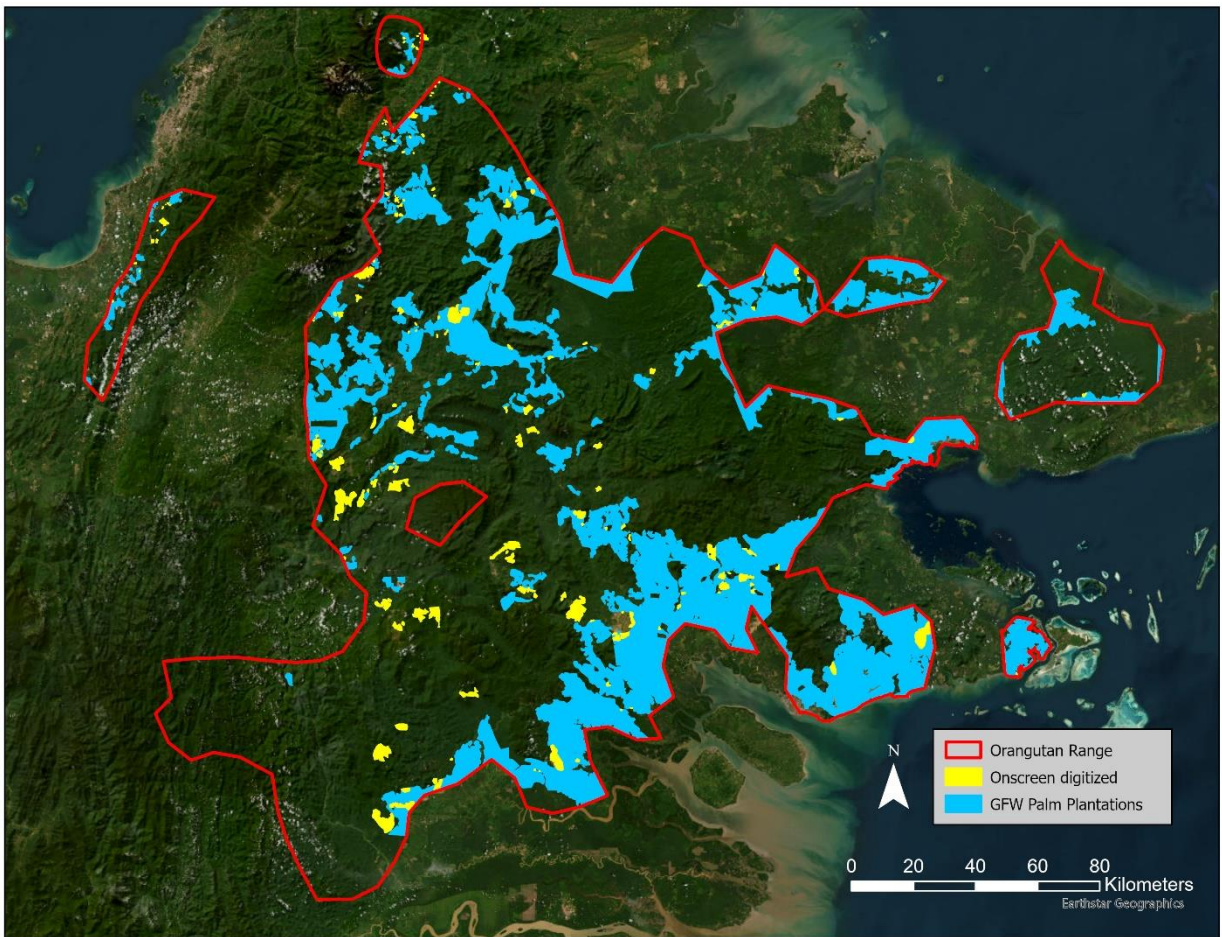 N
Orangutan Range
Onscreen digitized
GFW Palm Plantations
0 20 40 60 80
Kilometers
Earthstar Geographics